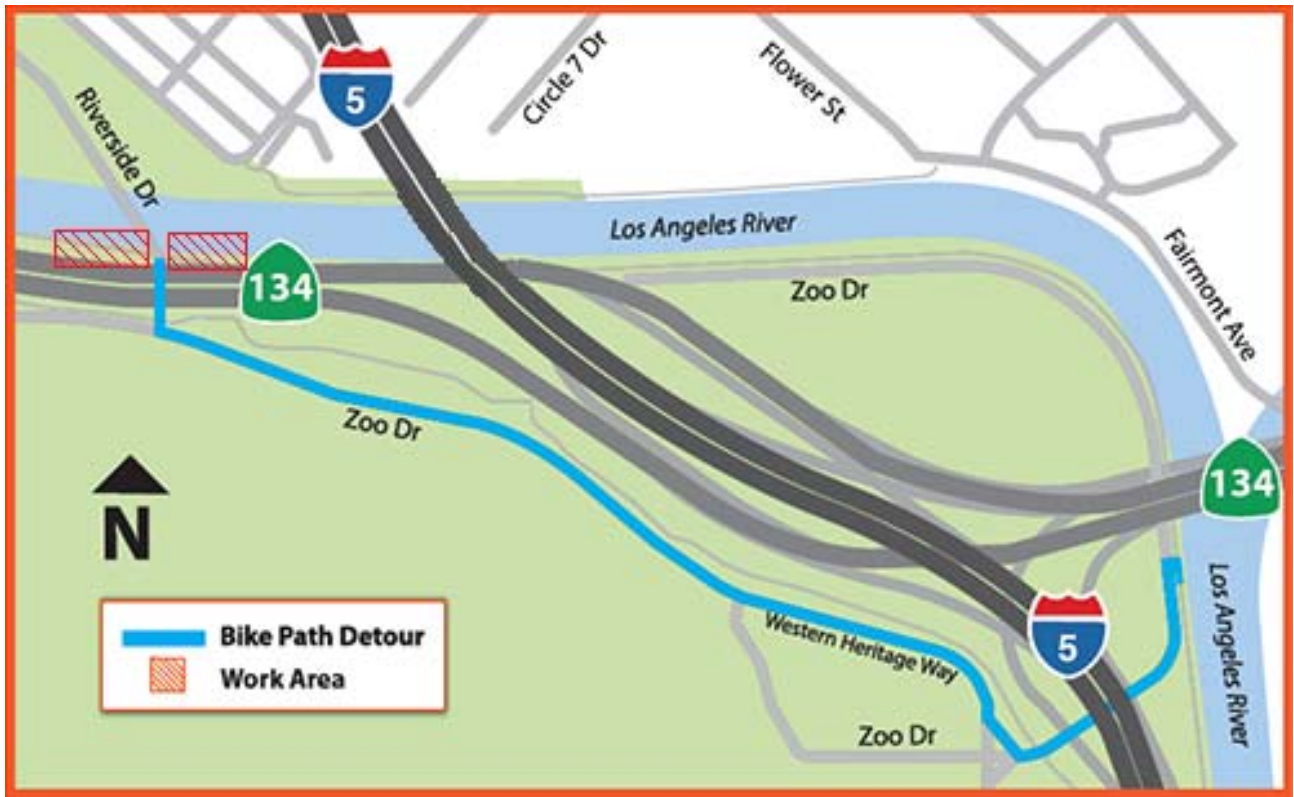 5
Circle 7 Dr
Flower St
Riverside Dr
Los Angeles River
Fairmont Ave
134
Zoo Dr
Zoo Dr
134
N
Los Angeles River
Bike Path Detour
Work Area
Western Heritage Way
5
Zoo Dr